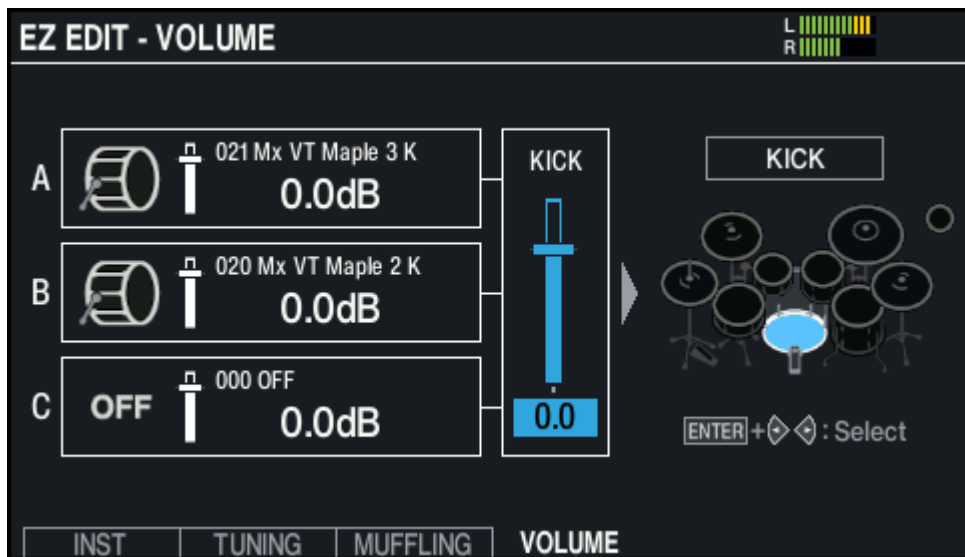 EZ EDIT - VOLUME
L
R
A
021 Mx VT Maple 3 K
0.0dB
B
020 Mx VT Maple 2 K
0.0dB
C
OFF
000 OFF
0.0dB
KICK
0.0
KICK
ENTER + : Select
INST
TUNING
MUFFLING
VOLUME